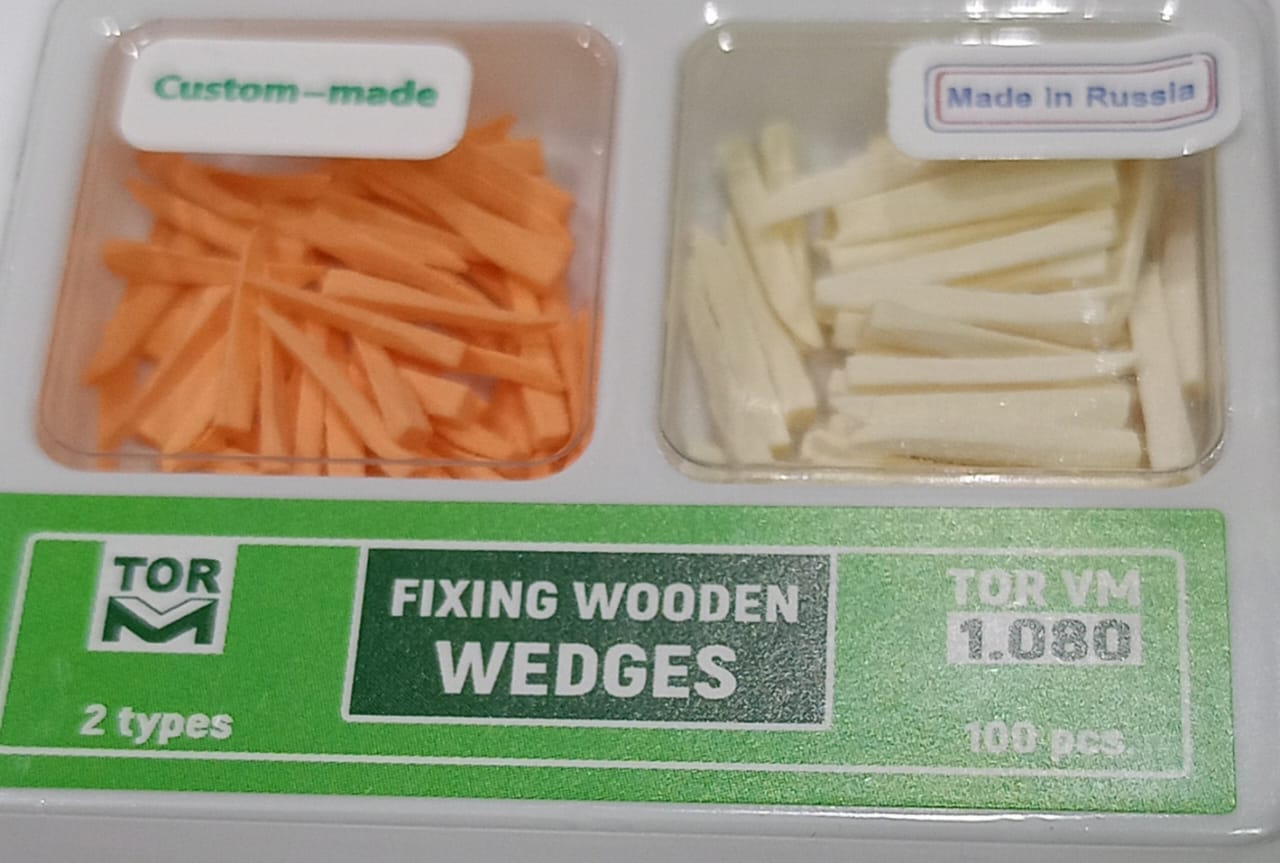 Custom-made
Made in Russia
TOR
M
2 types
FIXING WOODEN
WEDGES
TOR VM
1.080
100 pcs.